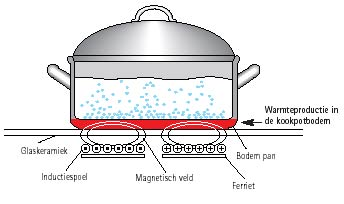 Warmteproductie in
de kookpotbodem
Glaskeramiek
Bodem pan
Inductiespoel
Magnetisch veld
Ferriet